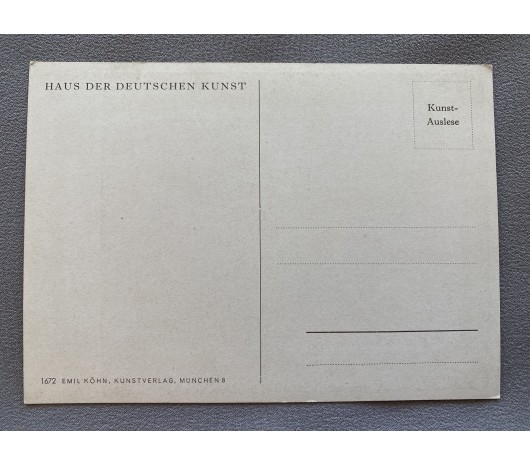 HAUS DER DEUTSCHEN KUNST
Kunst-
Auslese
1672 EMIL KÖHN, KUNSTVERLAG, MÜNCHEN 8